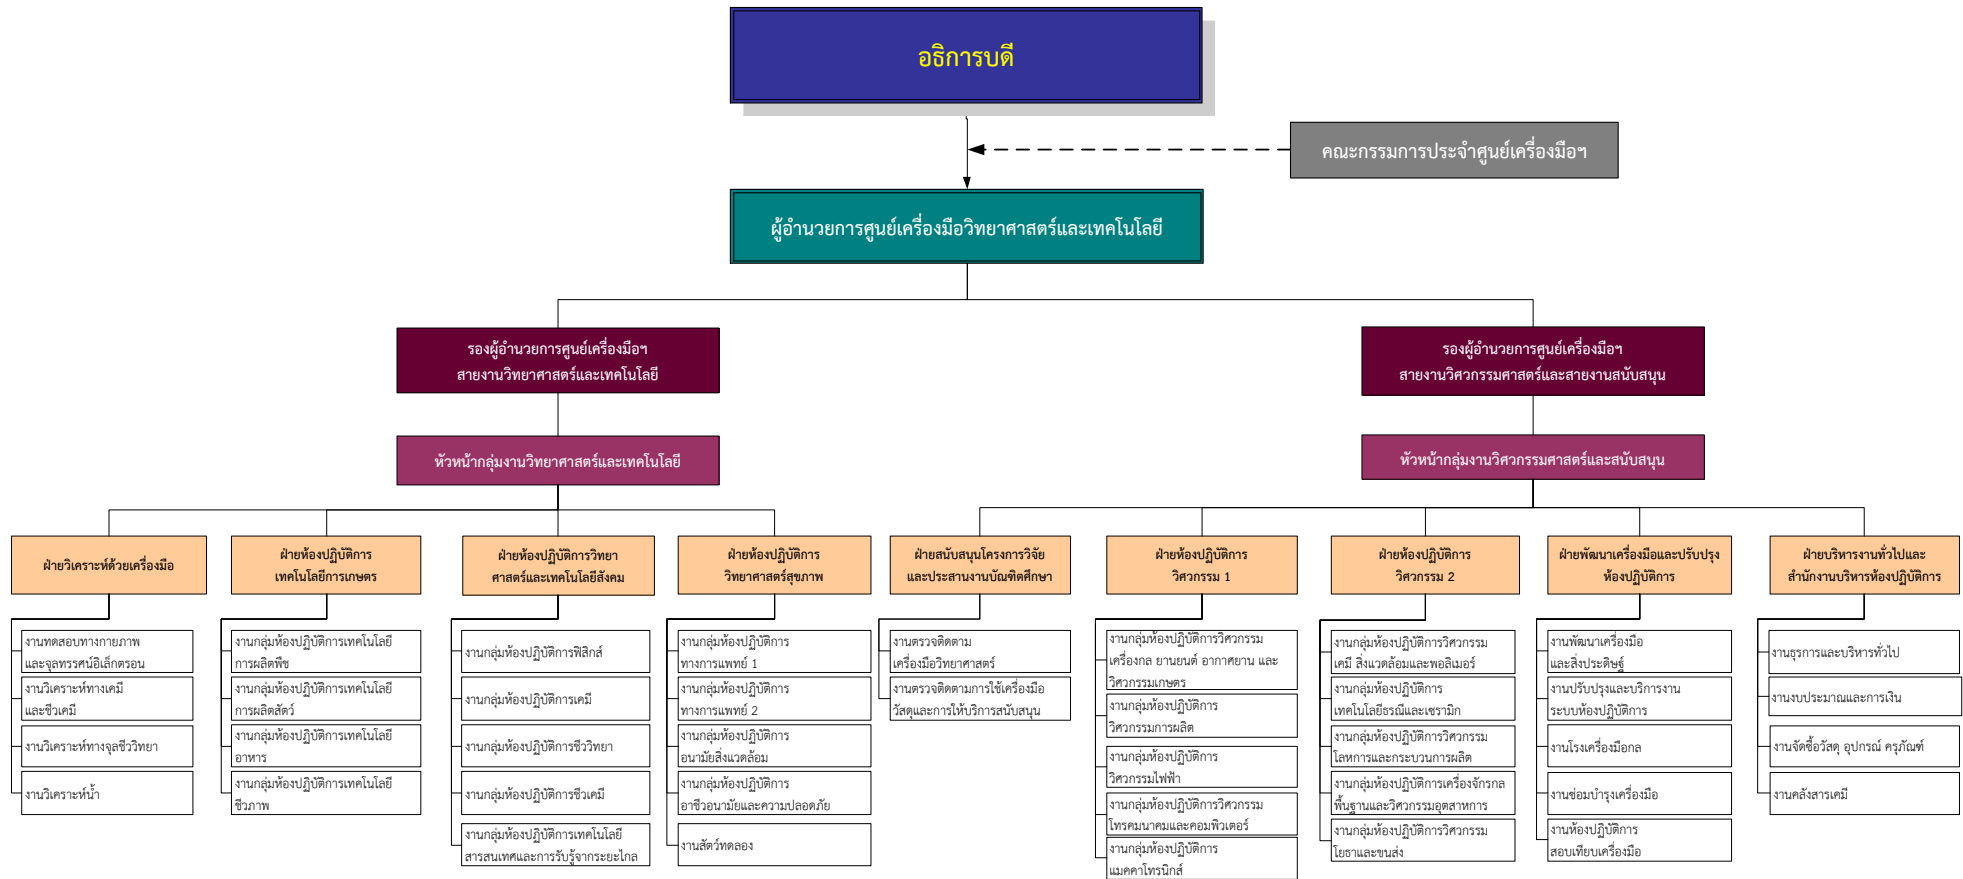 อธิการบดี
คณะกรรมการประจำศูนย์เครื่องมือฯ
ผู้อำนวยการศูนย์เครื่องมือวิทยาศาสตร์และเทคโนโลยี
รองผู้อำนวยการศูนย์เครื่องมือฯ
สายงานวิทยาศาสตร์และเทคโนโลยี
รองผู้อำนวยการศูนย์เครื่องมือฯ
สายงานวิศวกรรมศาสตร์และสายงานสนับสนุน
หัวหน้ากลุ่มงานวิทยาศาสตร์และเทคโนโลยี
หัวหน้ากลุ่มงานวิศวกรรมศาสตร์และสนับสนุน
ฝ่ายวิเคราะห์ด้วยเครื่องมือ
งานทดสอบทางกายภาพ
และจุลทรรศน์อิเล็กตรอน
งานวิเคราะห์ทางเคมี
และชีวเคมี
งานวิเคราะห์ทางจุลชีววิทยา
งานวิเคราะห์น้ำ
ฝ่ายห้องปฏิบัติการ
เทคโนโลยีการเกษตร
งานกลุ่มห้องปฏิบัติการเทคโนโลยี
การผลิตพืช
งานกลุ่มห้องปฏิบัติการเทคโนโลยี
การผลิตสัตว์
งานกลุ่มห้องปฏิบัติการเทคโนโลยี
อาหาร
งานกลุ่มห้องปฏิบัติการเทคโนโลยี
ชีวภาพ
ฝ่ายห้องปฏิบัติการวิทยา
ศาสตร์และเทคโนโลยีสังคม
งานกลุ่มห้องปฏิบัติการฟิสิกส์
งานกลุ่มห้องปฏิบัติการเคมี
งานกลุ่มห้องปฏิบัติการชีววิทยา
งานกลุ่มห้องปฏิบัติการชีวเคมี
งานกลุ่มห้องปฏิบัติการเทคโนโลยี
สารสนเทศและการรับรู้จากระยะไกล
ฝ่ายห้องปฏิบัติการ
วิทยาศาสตร์สุขภาพ
งานกลุ่มห้องปฏิบัติการ
ทางการแพทย์ 1
งานกลุ่มห้องปฏิบัติการ
ทางการแพทย์ 2
งานกลุ่มห้องปฏิบัติการ
อนามัยสิ่งแวดล้อม
งานกลุ่มห้องปฏิบัติการ
อาชีวอนามัยและความปลอดภัย
งานสัตว์ทดลอง
ฝ่ายสนับสนุนโครงการวิจัย
และประสานงานบัณฑิตศึกษา
งานตรวจติดตาม
เครื่องมือวิทยาศาสตร์
งานตรวจติดตามการใช้เครื่องมือ
วัสดุและการให้บริการสนับสนุน
ฝ่ายห้องปฏิบัติการ
วิศวกรรม 1
งานกลุ่มห้องปฏิบัติการวิศวกรรม
เครื่องกล ยานยนต์ อากาศยาน และ
วิศวกรรมเกษตร
งานกลุ่มห้องปฏิบัติการ
วิศวกรรมการผลิต
งานกลุ่มห้องปฏิบัติการ
วิศวกรรมไฟฟ้า
งานกลุ่มห้องปฏิบัติการวิศวกรรม
โทรคมนาคมและคอมพิวเตอร์
งานกลุ่มห้องปฏิบัติการ
แมคคาโทรนิกส์
ฝ่ายห้องปฏิบัติการ
วิศวกรรม 2
งานกลุ่มห้องปฏิบัติการวิศวกรรม
เคมี สิ่งแวดล้อมและพอลิเมอร์
งานกลุ่มห้องปฏิบัติการ
เทคโนโลยีธรณีและเซรามิก
งานกลุ่มห้องปฏิบัติการวิศวกรรม
โลหการและกระบวนการผลิต
งานกลุ่มห้องปฏิบัติการเครื่องจักรกล
พื้นฐานและวิศวกรรมอุตสาหการ
งานกลุ่มห้องปฏิบัติการวิศวกรรม
โยธาและขนส่ง
ฝ่ายพัฒนาเครื่องมือและปรับปรุง
ห้องปฏิบัติการ
งานพัฒนาเครื่องมือ
และสิ่งประดิษฐ์
งานปรับปรุงและบริการงาน
ระบบห้องปฏิบัติการ
งานโรงเครื่องมือกล
งานซ่อมบำรุงเครื่องมือ
งานห้องปฏิบัติการ
สอบเทียบเครื่องมือ
ฝ่ายบริหารงานทั่วไปและ
สำนักงานบริหารห้องปฏิบัติการ
งานธุรการและบริหารทั่วไป
งานงบประมาณและการเงิน
งานจัดซื้อวัสดุ อุปกรณ์ ครุภัณฑ์
งานคลังสารเคมี